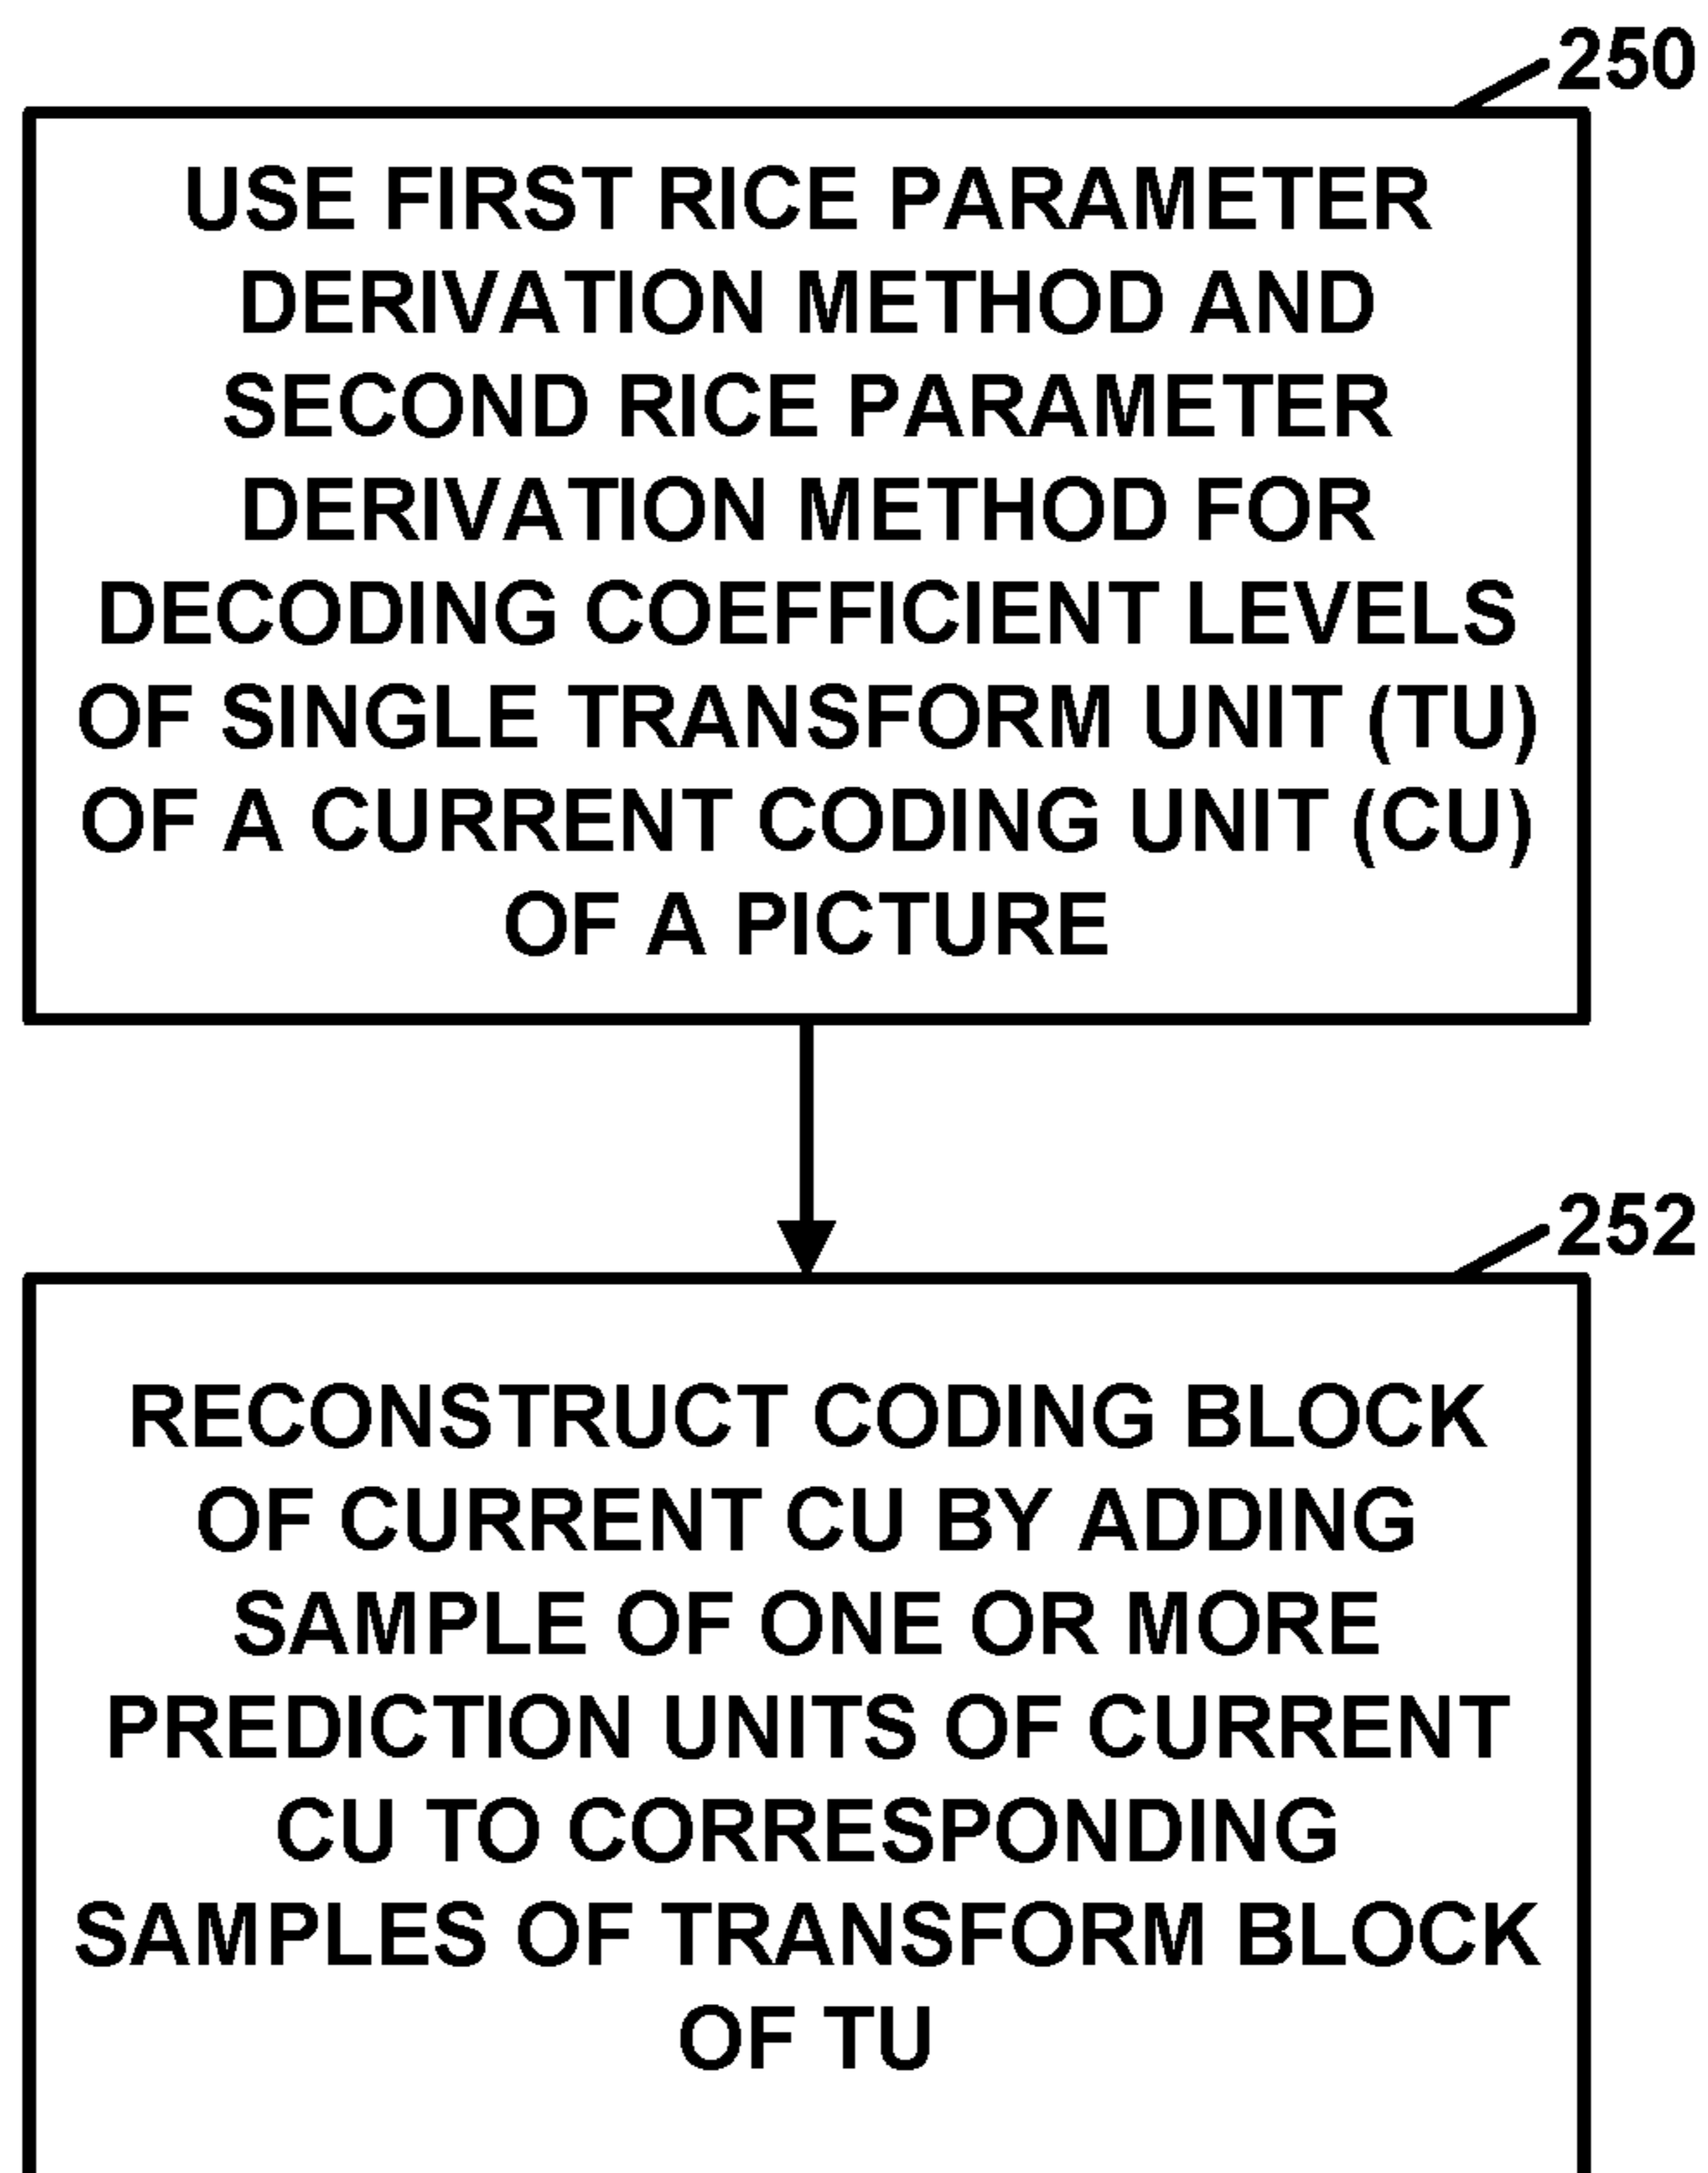 250
USE FIRST RICE PARAMETER
DERIVATION METHOD AND
SECOND RICE PARAMETER
DERIVATION METHOD FOR
DECODING COEFFICIENT LEVELS
OF SINGLE TRANSFORM UNIT (TU)
OF A CURRENT CODING UNIT (CU)
OF A PICTURE
252
RECONSTRUCT CODING BLOCK
OF CURRENT CU BY ADDING
SAMPLE OF ONE OR MORE
PREDICTION UNITS OF CURRENT
CU TO CORRESPONDING
SAMPLES OF TRANSFORM BLOCK
OF TU